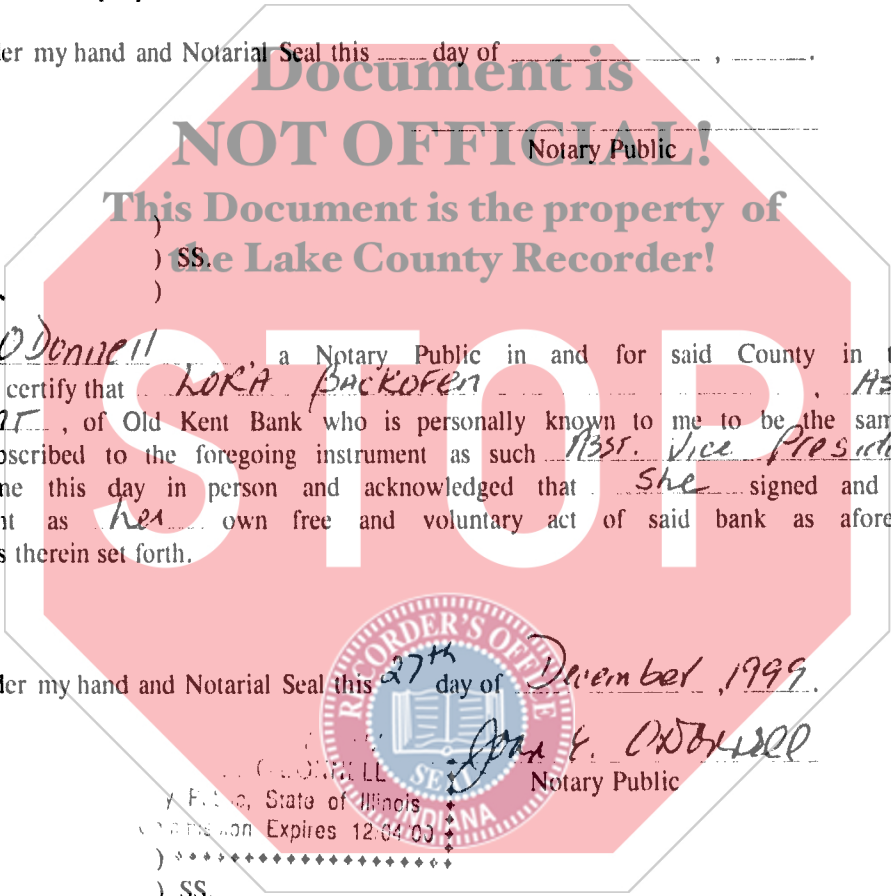 er my hand and Notarial Seal this day of , .
Document is
NOT OFFICIAL!
Notary Public
This Document is the property of
)
) SS.
the Lake County Recorder!
)
STOP
O'Donnell , a Notary Public in and for said County in
certify that LORA BACKOFEN , As
, of Old Kent Bank who is personally known to me to be the sam
bscribed to the foregoing instrument as such Asst. Vice Presid
me this day in person and acknowledged that she signed and
nt as her own free and voluntary act of said bank as afore
s therein set forth.
RECORDER'S OFFICE
der my hand and Notarial Seal this 27th day of December ,1999.
Joan Y. O'Donnell
SEAL
INDIANA
Notary Public
State of Illinois
on Expires 12/04/00
)
) SS.